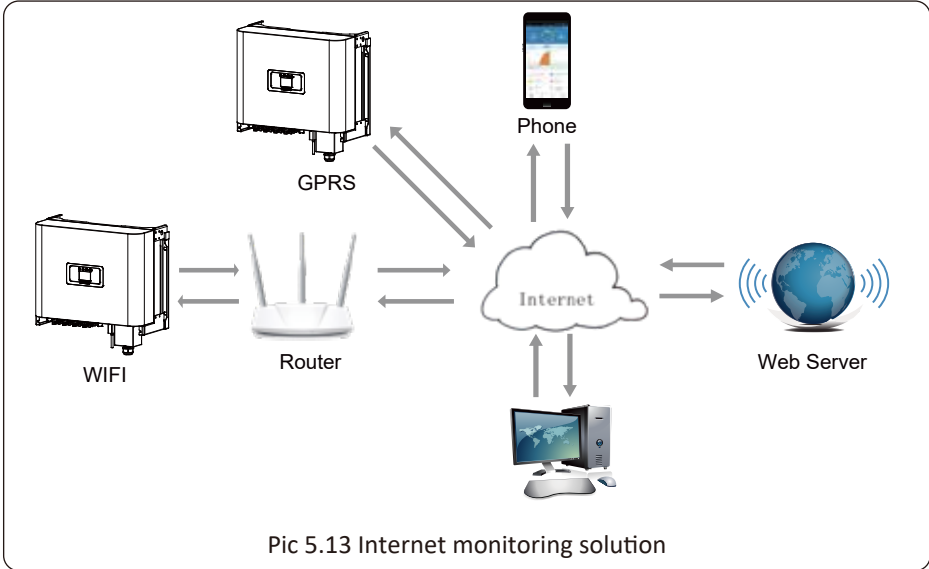 Phone
GPRS
Internet
WIFI
Router
Web Server
Pic 5.13 Internet monitoring solution